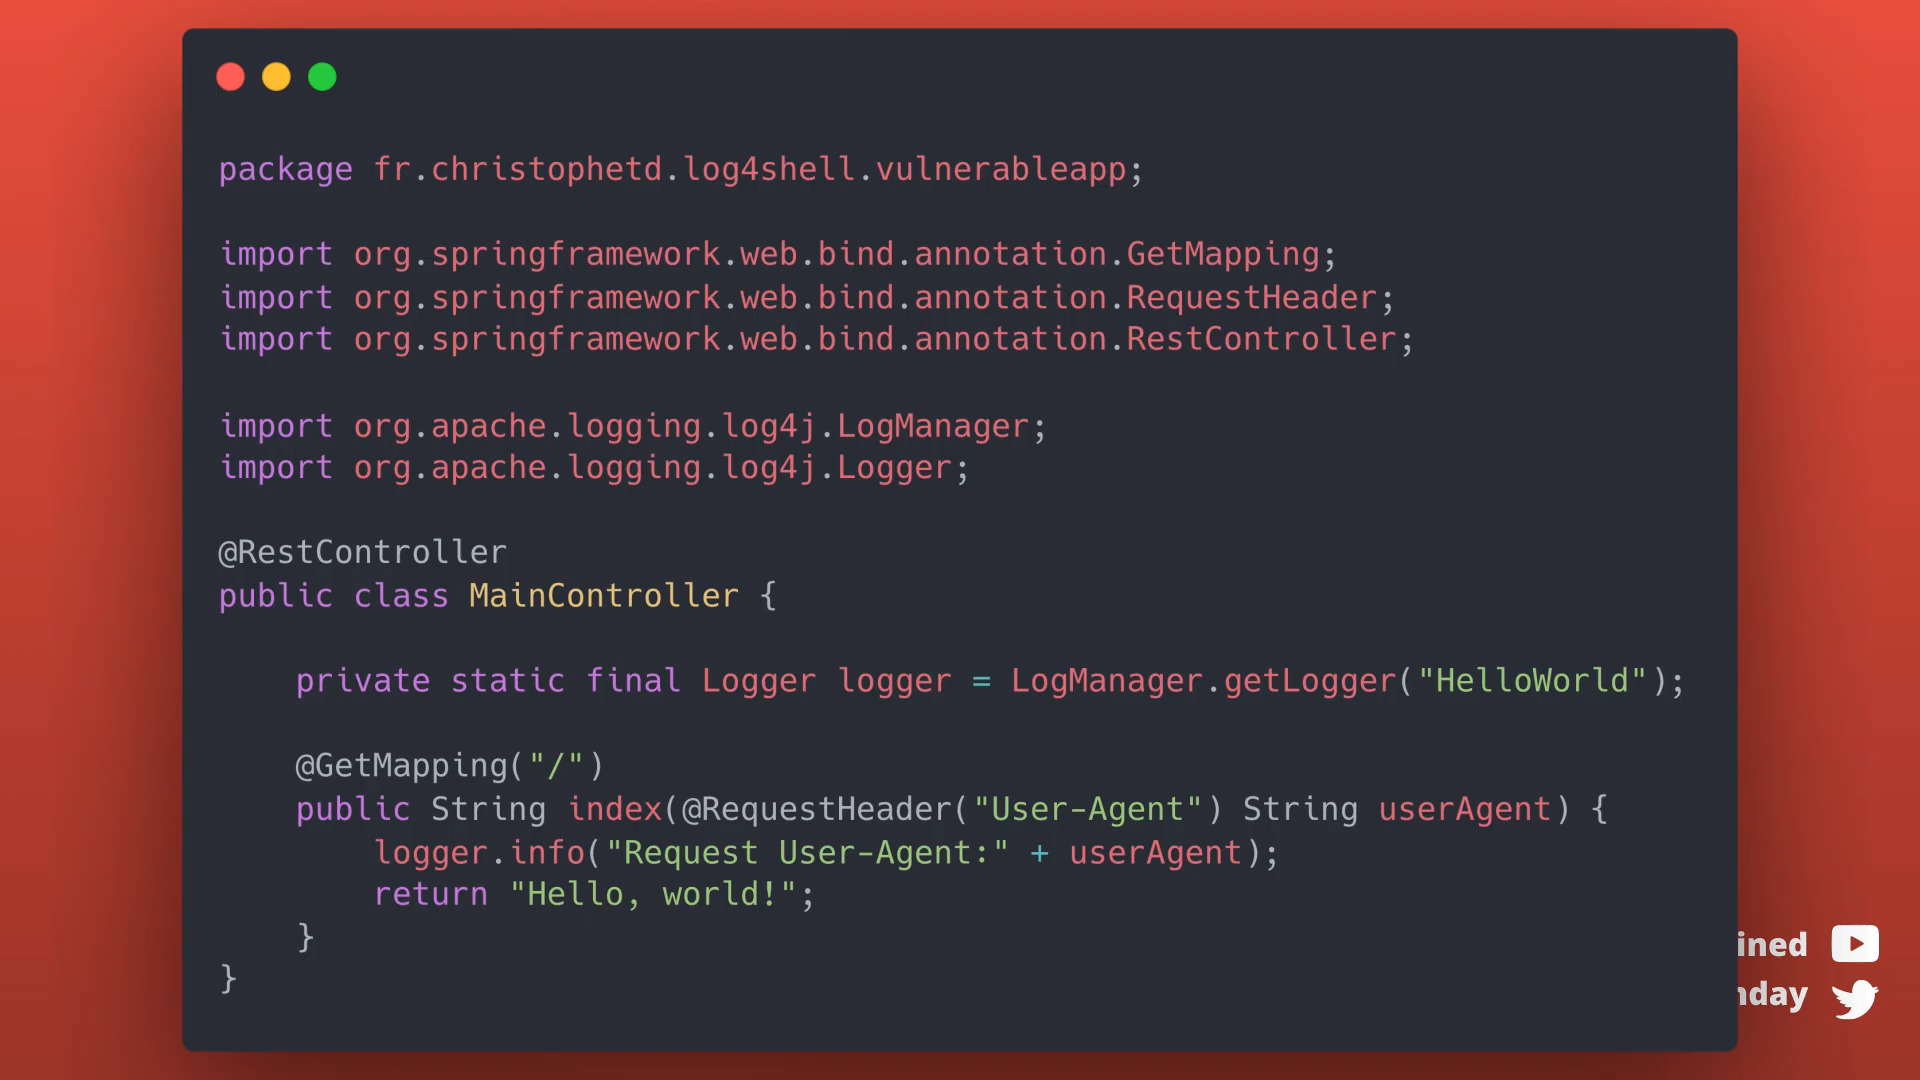 package fr.christophetd.log4shell.vulnerableapp;
import org.springframework.web.bind.annotation.GetMapping;
import org.springframework.web.bind.annotation.RequestHeader;
import org.springframework.web.bind.annotation.RestController;
import org.apache.logging.log4j.LogManager;
import org.apache.logging.log4j.Logger;
@RestController
public class MainController {
private static final Logger logger = LogManager.getLogger("HelloWorld");
@GetMapping("/")
public String index(@RequestHeader("User-Agent") String userAgent) {
logger.info("Request User-Agent:" + userAgent);
return "Hello, world!";
}
}
ined
nday